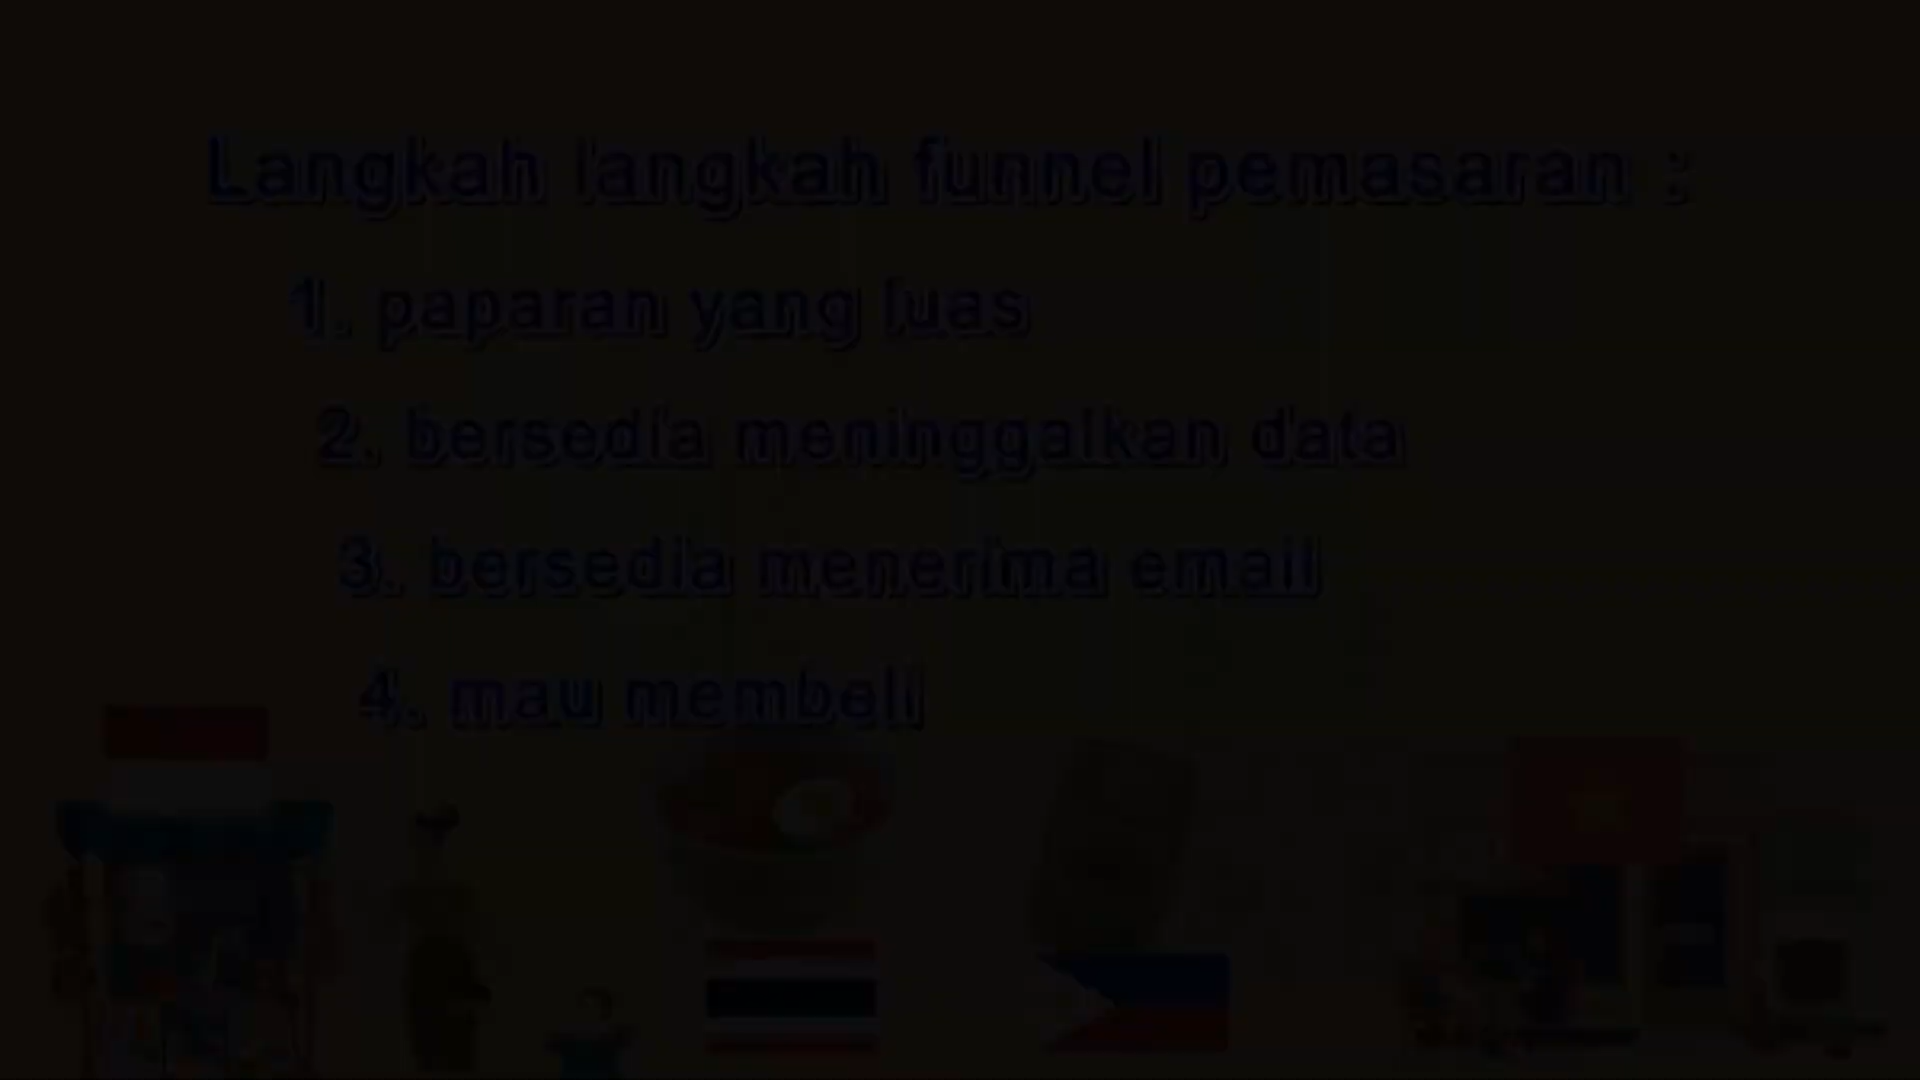 Langkah langkah funnel pemasaran :
1. paparan yang luas
2. bersedia meninggalkan data
3. bersedia menerima email
4. mau membeli